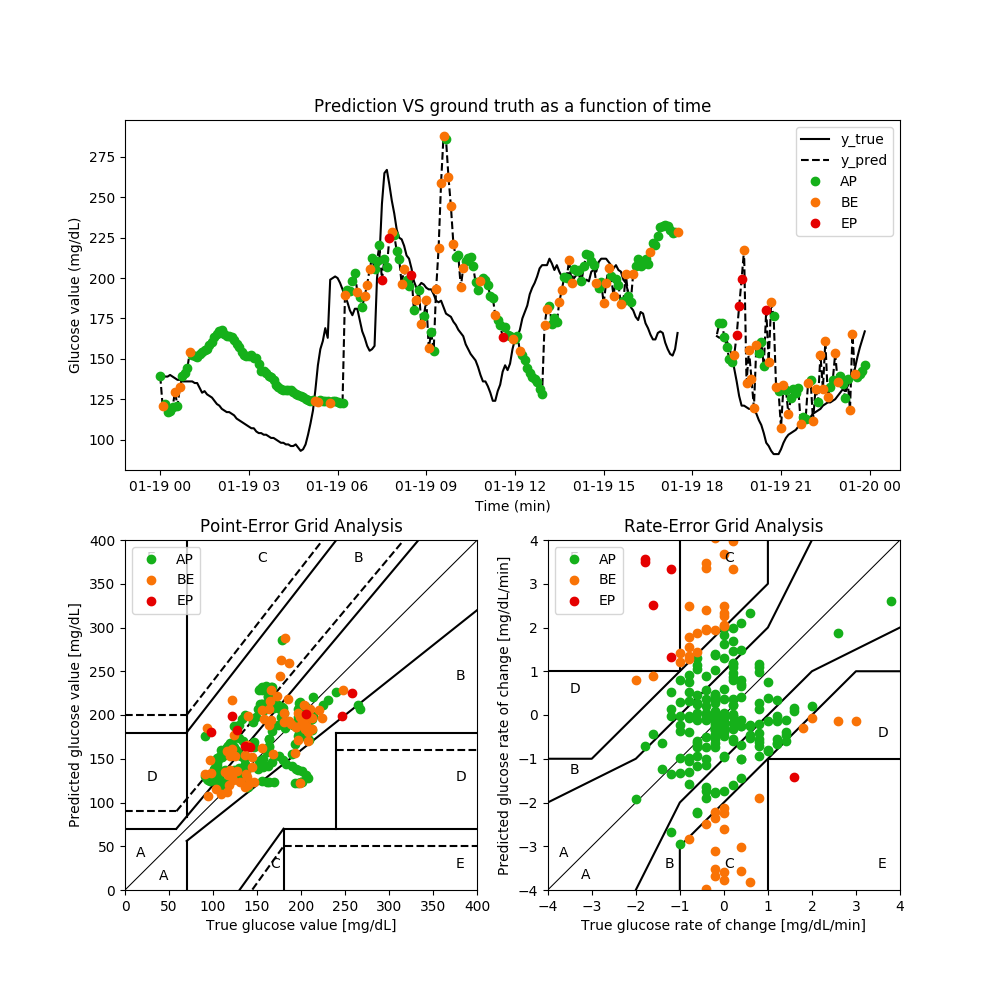 Prediction VS ground truth as a function of time
Glucose value (mg/dL)
275
250
225
200
175
150
125
100
y_true
y_pred
AP
BE
EP
01-19 00 01-19 03 01-19 06 01-19 09 01-19 12 01-19 15 01-19 18 01-19 21 01-20 00
Time (min)
Point-Error Grid Analysis
Predicted glucose value [mg/dL]
400
350
300
250
200
150
100
50
0
AP
BE
EP
C
B
B
D
D
A
A
C
E
0 50 100 150 200 250 300 350 400
True glucose value [mg/dL]
Rate-Error Grid Analysis
Predicted glucose rate of change [mg/dL/min]
4
3
2
1
0
−1
−2
−3
−4
AP
BE
EP
C
D
D
B
A
A
B
C
E
−4 −3 −2 −1 0 1 2 3 4
True glucose rate of change [mg/dL/min]